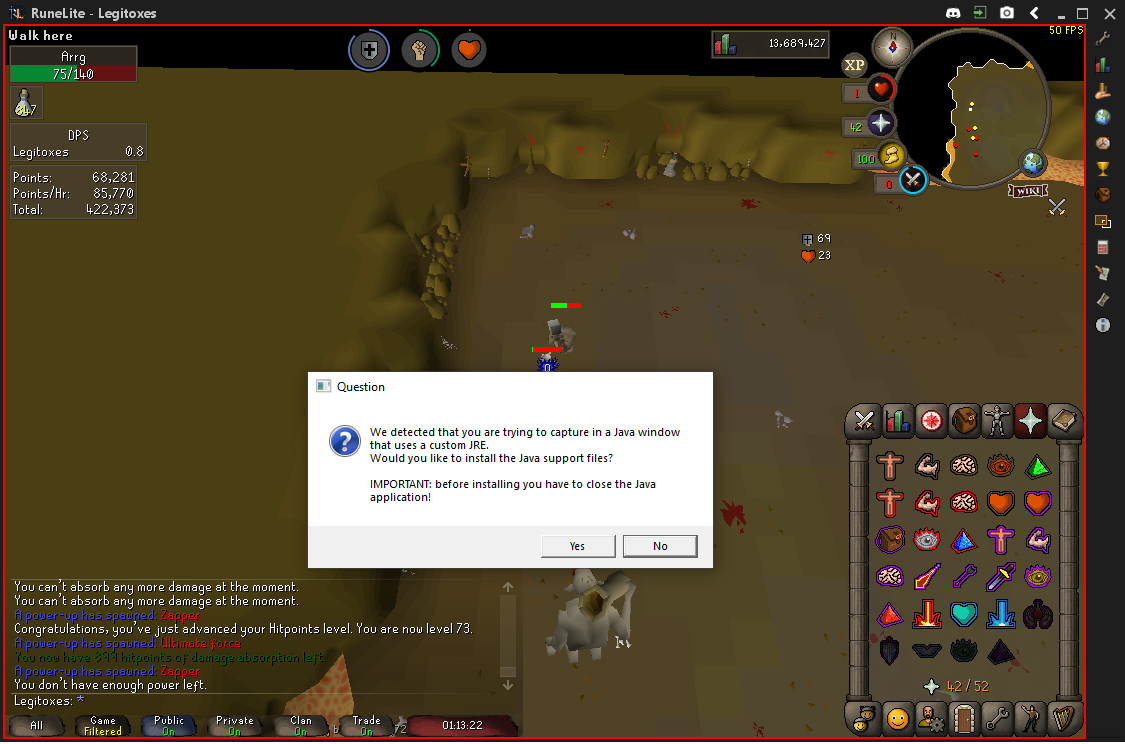 RuneLite - Legitoxes
Walk here
50 FPS
Arrg
75/140
13,689,427
XP
1
42
100
0
WIKI
DPS
Legitoxes 0.8
Points: 68,281
Points/Hr: 85,770
Total: 422,373
69
23
Question
We detected that you are trying to capture in a Java window
that uses a custom JRE.
Would you like to install the Java support files?
IMPORTANT: before installing you have to close the Java
application!
Yes
No
You can't absorb any more damage at the moment.
You can't absorb any more damage at the moment.
A power-up has spawned: Zapper
Congratulations, you've just advanced your Hitpoints level. You are now level 73.
A power-up has spawned: Ultimate force
You now have 399 hitpoints of damage absorption left.
A power-up has spawned: Zapper
You don't have enough power left.
Legitoxes: *
42 / 52
All
Game
Filtered
Public
On
Private
On
Clan
On
Trade
On
01:13:22